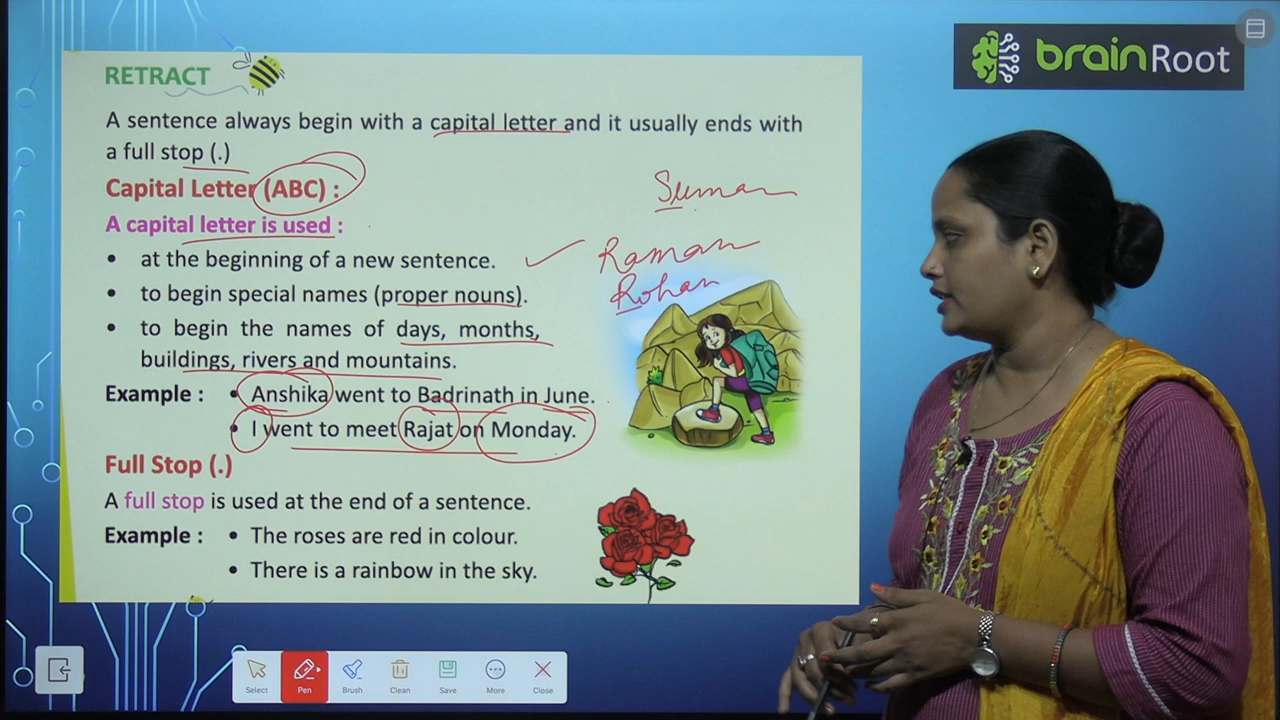 brainRoot
RETRACT
A sentence always begin with a capital letter and it usually ends with
a full stop (.)
Capital Letter (ABC) :
Suman
A capital letter is used :
• at the beginning of a new sentence.
Raman
• to begin special names (proper nouns).
Rohan
• to begin the names of days, months,
buildings, rivers and mountains.
Example : • Anshika went to Badrinath in June.
• I went to meet Rajat on Monday.
Full Stop (.)
A full stop is used at the end of a sentence.
Example : • The roses are red in colour.
• There is a rainbow in the sky.
Select Pen Brush Clean Save More Close